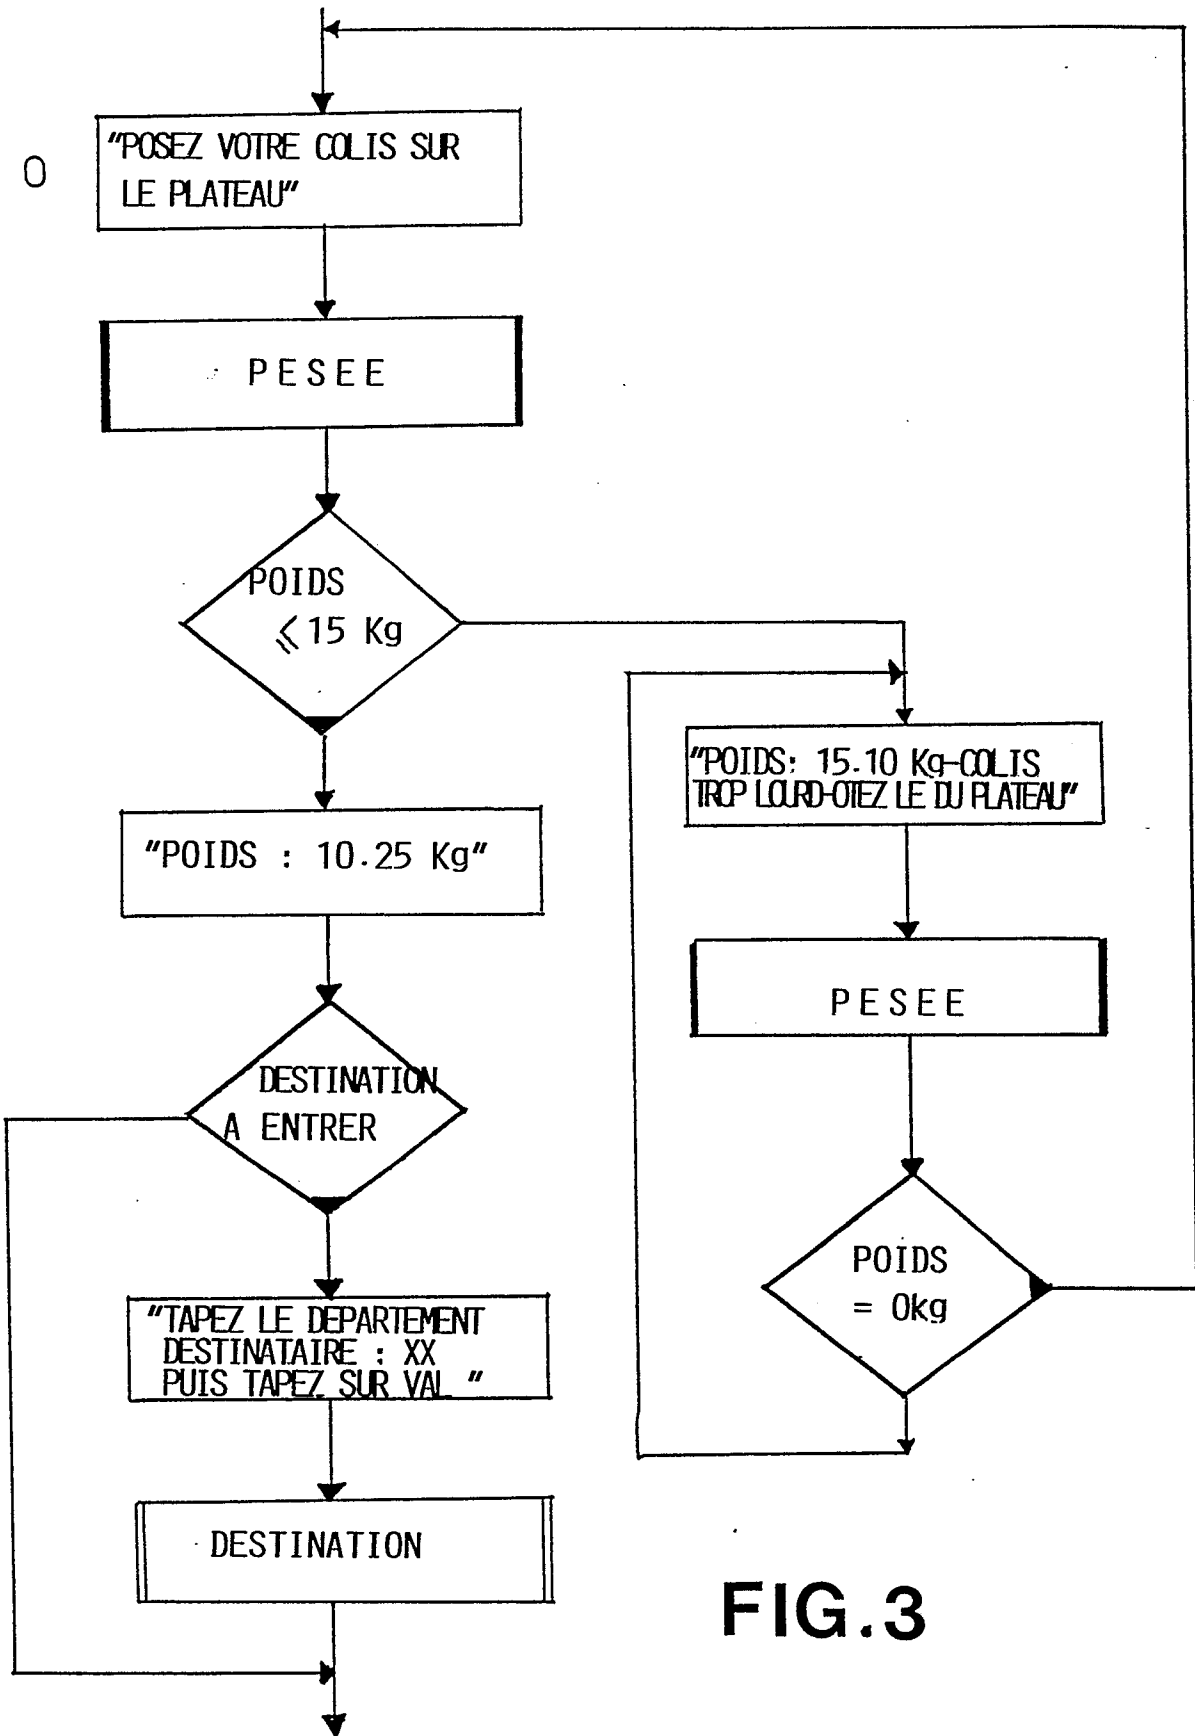 "POSEZ VOTRE COLIS SUR
LE PLATEAU"
0
PESEE
POIDS
≤ 15 Kg
"POIDS : 10.25 Kg"
DESTINATION
A ENTRER
"TAPEZ LE DEPARTEMENT
DESTINATAIRE : XX
PUIS TAPEZ SUR VAL "
DESTINATION
"POIDS: 15.10 Kg-COLIS
TROP LOURD-OTEZ LE DU PLATEAU"
PESEE
POIDS
= 0kg
FIG.3